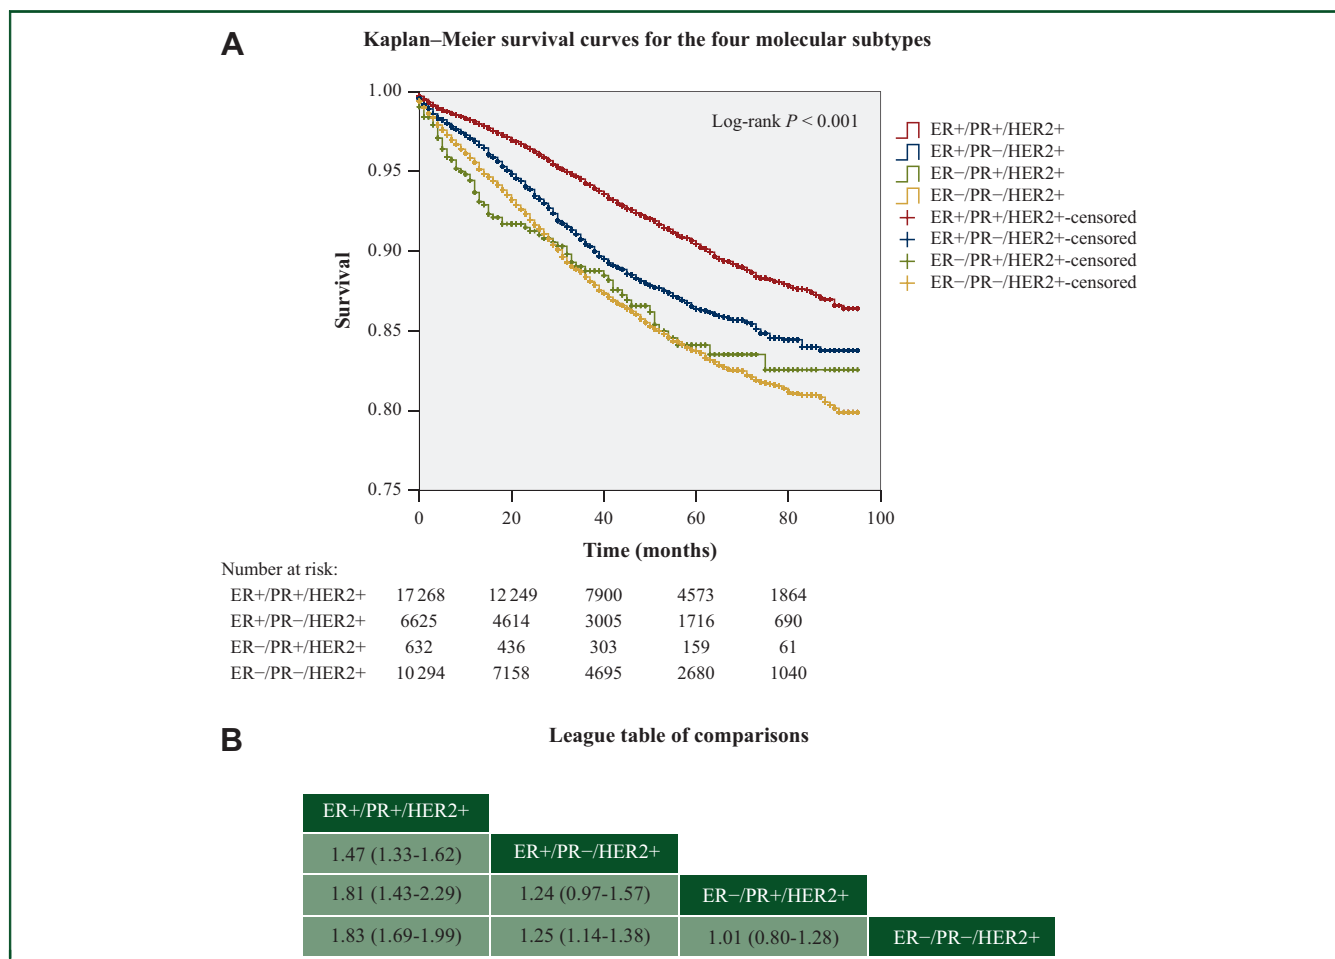 A
Kaplan–Meier survival curves for the four molecular subtypes
1.00
0.95
0.90
0.85
0.80
0.75
Survival
Log-rank P < 0.001
0 20 40 60 80 100
Time (months)
ER+/PR+/HER2+
ER+/PR−/HER2+
ER−/PR+/HER2+
ER−/PR−/HER2+
ER+/PR+/HER2+-censored
ER+/PR−/HER2+-censored
ER−/PR+/HER2+-censored
ER−/PR−/HER2+-censored
Number at risk:
ER+/PR+/HER2+ 17 268 12 249 7900 4573 1864
ER+/PR−/HER2+ 6625 4614 3005 1716 690
ER−/PR+/HER2+ 632 436 303 159 61
ER−/PR−/HER2+ 10 294 7158 4695 2680 1040
B
League table of comparisons
ER+/PR+/HER2+
1.47 (1.33-1.62) ER+/PR−/HER2+
1.81 (1.43-2.29) 1.24 (0.97-1.57) ER−/PR+/HER2+
1.83 (1.69-1.99) 1.25 (1.14-1.38) 1.01 (0.80-1.28) ER−/PR−/HER2+